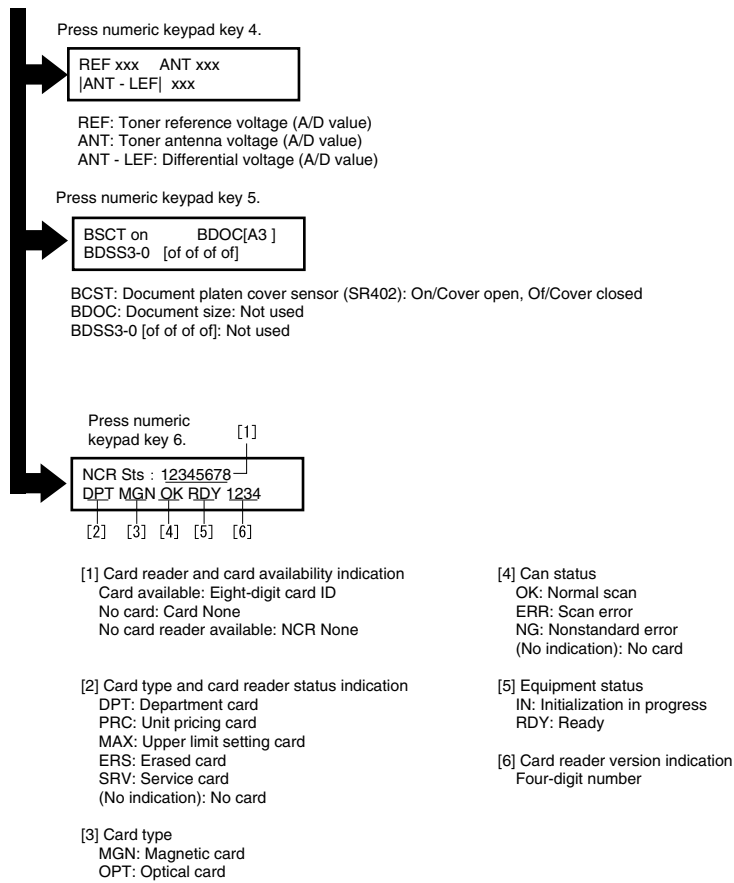 Press numeric keypad key 4.
REF xxx ANT xxx
|ANT - LEF| xxx
REF: Toner reference voltage (A/D value)
ANT: Toner antenna voltage (A/D value)
ANT - LEF: Differential voltage (A/D value)
Press numeric keypad key 5.
BSCT on BDOC[A3 ]
BDSS3-0 [of of of of]
BCST: Document platen cover sensor (SR402): On/Cover open, Of/Cover closed
BDOC: Document size: Not used
BDSS3-0 [of of of of]: Not used
Press numeric
keypad key 6.
[1]
NCR Sts : 12345678
DPT MGN OK RDY 1234
[2] [3] [4] [5] [6]
[1] Card reader and card availability indication
Card available: Eight-digit card ID
No card: Card None
No card reader available: NCR None
[2] Card type and card reader status indication
DPT: Department card
PRC: Unit pricing card
MAX: Upper limit setting card
ERS: Erased card
SRV: Service card
(No indication): No card
[3] Card type
MGN: Magnetic card
OPT: Optical card
[4] Can status
OK: Normal scan
ERR: Scan error
NG: Nonstandard error
(No indication): No card
[5] Equipment status
IN: Initialization in progress
RDY: Ready
[6] Card reader version indication
Four-digit number